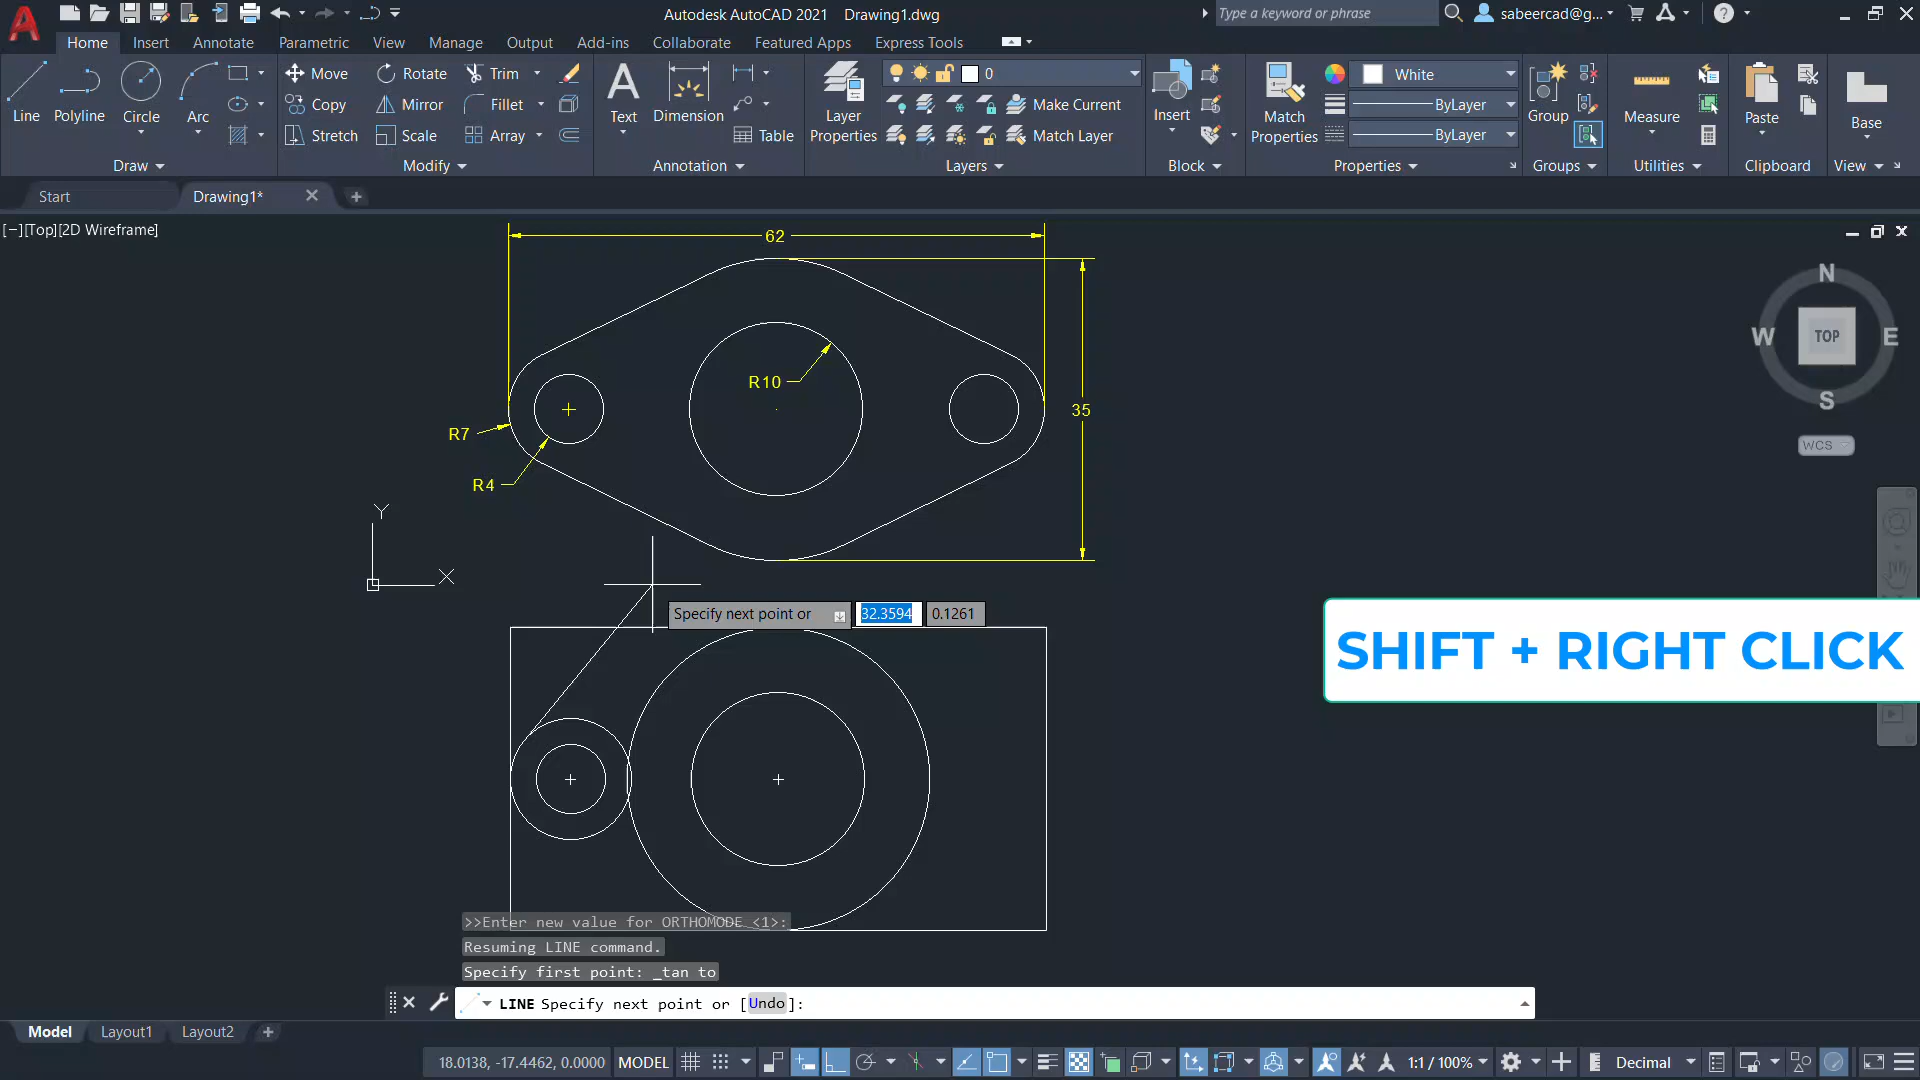 Autodesk AutoCAD 2021 Drawing1.dwg
Type a keyword or phrase
sabeercad@g...
Home Insert Annotate Parametric View Manage Output Add-ins Collaborate Featured Apps Express Tools
Line
Polyline
Circle
Arc
Move Rotate Trim
Copy Mirror Fillet
Stretch Scale Array
Text
Dimension
Table
Layer
Properties
0
Make Current
Match Layer
Insert
Match
Properties
White
ByLayer
ByLayer
Group
Measure
Paste
Base
Draw Modify Annotation Layers Block Properties Groups Utilities Clipboard View
Start Drawing1*
[−][Top][2D Wireframe]
62
N
W TOP E
S
WCS
R10
35
R7
R4
Y
X
Specify next point or 32.3594 0.1261
SHIFT + RIGHT CLICK
>>Enter new value for ORTHOMODE <1>:
Resuming LINE command.
Specify first point: _tan to
LINE Specify next point or [Undo]:
Model Layout1 Layout2
18.0138, -17.4462, 0.0000 MODEL 1:1 / 100% Decimal